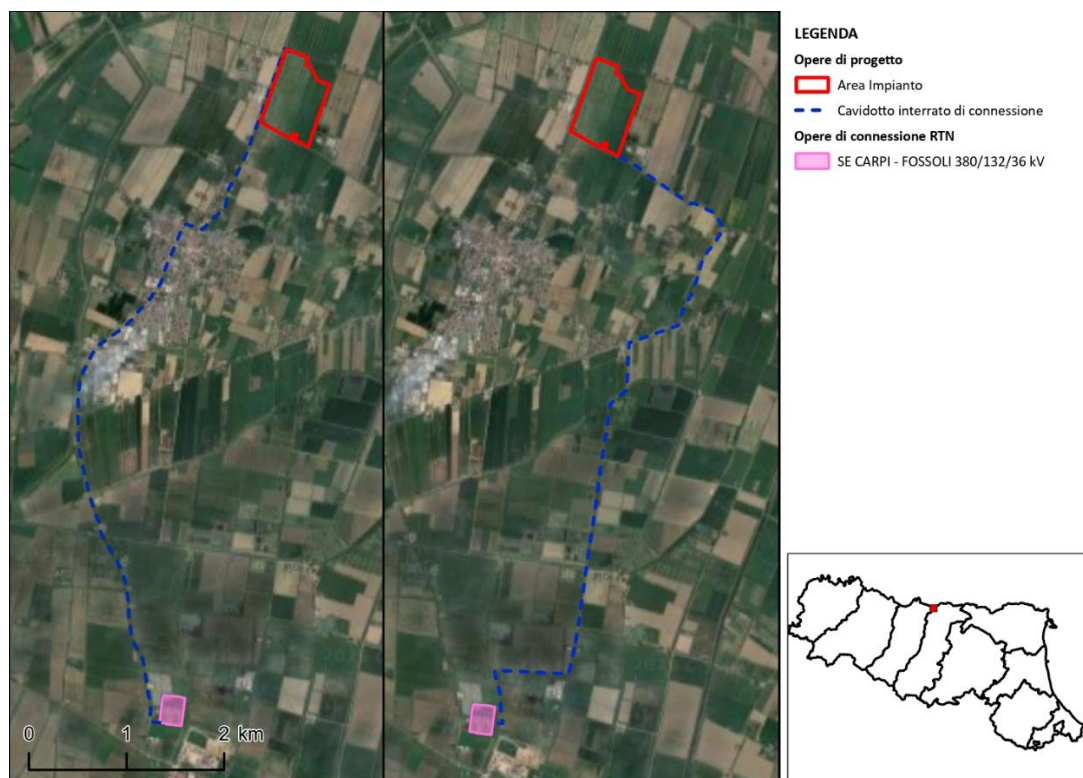 LEGENDA
Opere di progetto
Area Impianto
Cavidotto interrato di connessione
Opere di connessione RTN
SE CARPI - FOSSOLI 380/132/36 kV
0 1 2 km